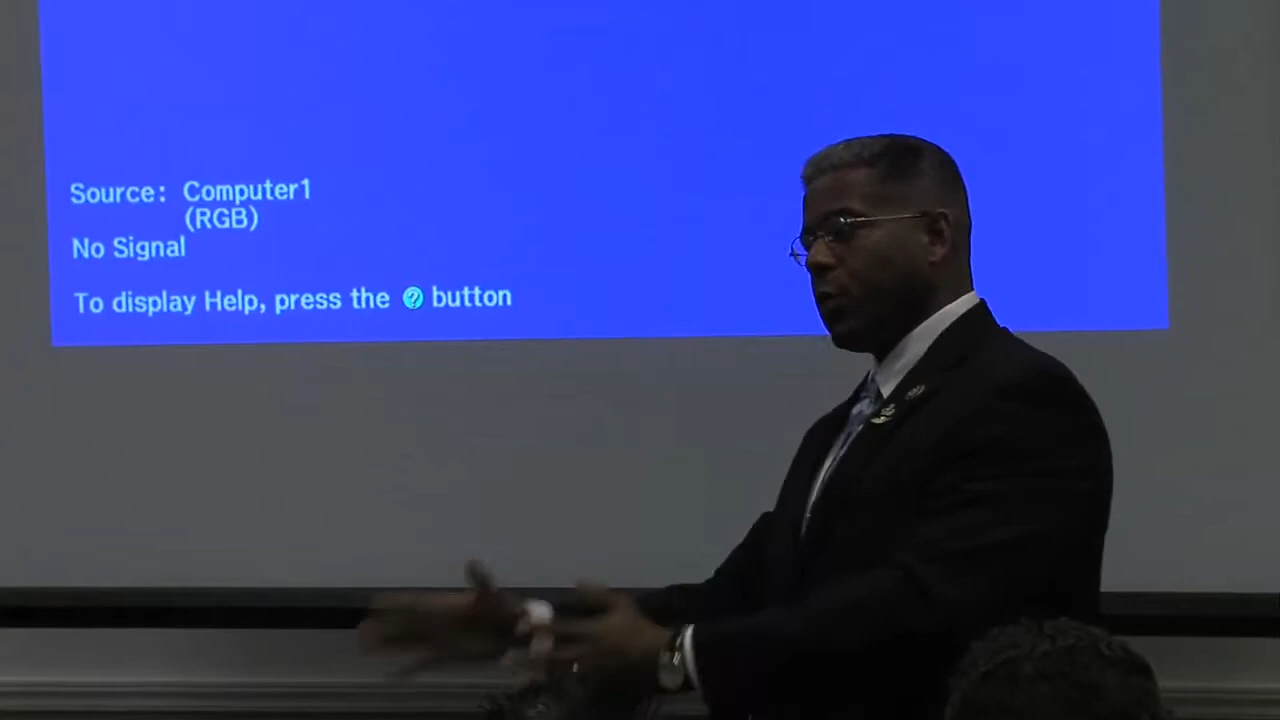 Source: Computer1
(RGB)
No Signal
To display Help, press the ? button